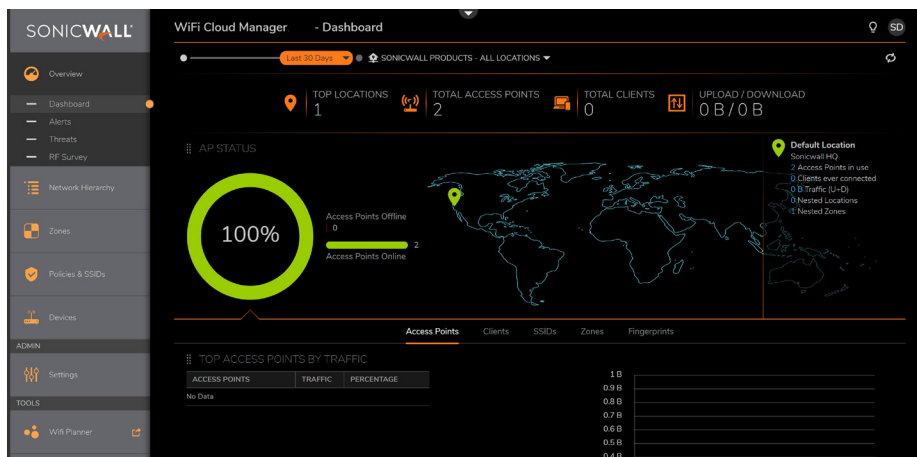 SONICWALL
WiFi Cloud Manager - Dashboard
SD
Overview
Dashboard
Alerts
Threats
RF Survey
Network Hierarchy
Zones
Policies & SSIDs
Devices
ADMIN
Settings
TOOLS
Wifi Planner
Last 30 Days
SONICWALL PRODUCTS - ALL LOCATIONS
TOP LOCATIONS
1
TOTAL ACCESS POINTS
2
TOTAL CLIENTS
0
UPLOAD / DOWNLOAD
0 B / 0 B
AP STATUS
100%
Access Points Offline
0
2
Access Points Online
Default Location
Sonicwall HQ
2 Access Points in use
0 Clients ever connected
0 B Traffic (U+D)
0 Nested Locations
1 Nested Zones
Access Points Clients SSIDs Zones Fingerprints
TOP ACCESS POINTS BY TRAFFIC
ACCESS POINTS TRAFFIC PERCENTAGE
No Data
1 B
0.9 B
0.8 B
0.7 B
0.6 B
0.5 B
0.4 B